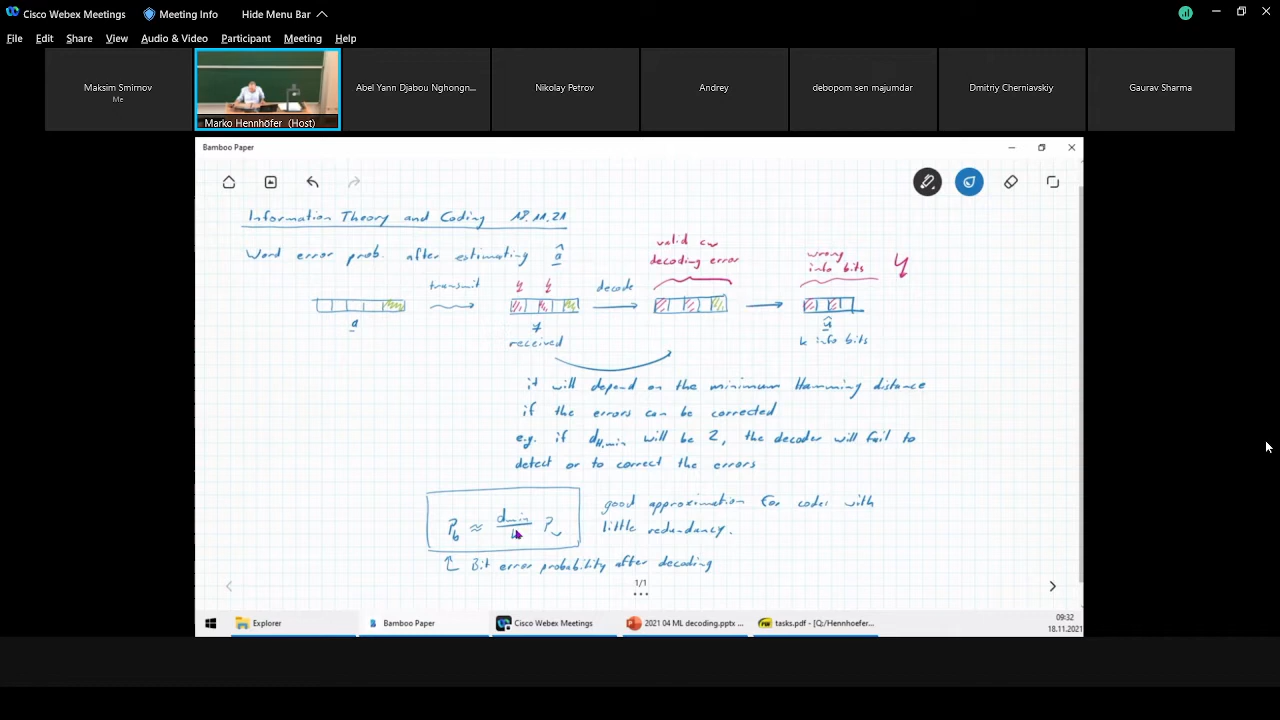 Cisco Webex Meetings
Meeting Info
Hide Menu Bar
File Edit Share View Audio & Video Participant Meeting Help
Maksim Smirnov
Me
Marko Hennhöfer (Host)
Abel Yann Djabou Nghongn...
Nikolay Petrov
Andrey
debopom sen majumdar
Dmitriy Cherniavskiy
Gaurav Sharma
Bamboo Paper
Information Theory and Coding 18.11.21
Word error prob. after estimating â
valid cw
decoding error
wrong
info bits
transmit
decode
a
received
û
k info bits
it will depend on the minimum Hamming distance
if the errors can be corrected
e.g. if d_H,min will be 2, the decoder will fail to
detect or to correct the errors
P_b ≈ d_min / P_w
good approximation for codes with
little redundancy.
Bit error probability after decoding
1/1
Explorer
Bamboo Paper
Cisco Webex Meetings
2021 04 ML decoding.pptx ...
tasks.pdf - [Q:/Hennhoefer...
09:32
18.11.2021